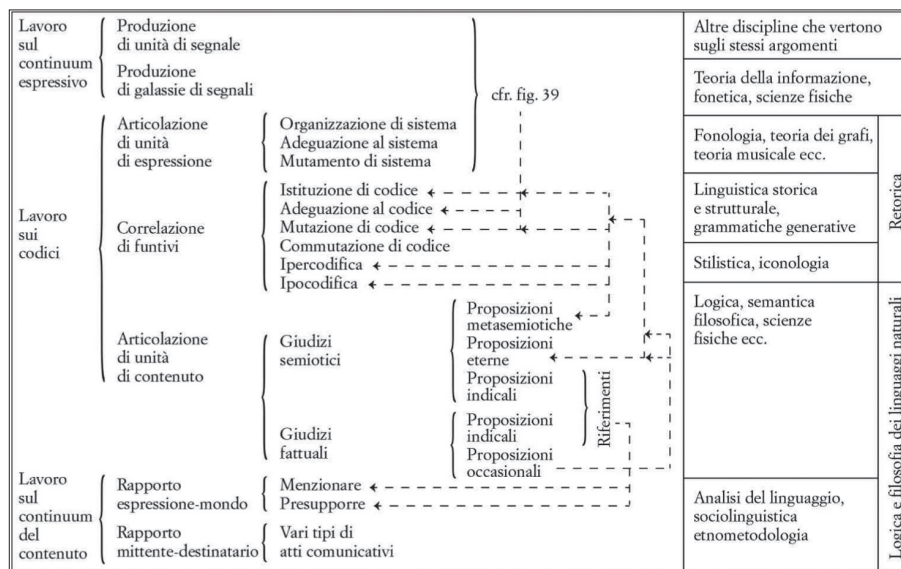 Lavoro
sul
continuum
espressivo
Produzione
di unità di segnale
Produzione
di galassie di segnali
cfr. fig. 39
Lavoro
sui
codici
Articolazione
di unità
di espressione
Organizzazione di sistema
Adeguazione al sistema
Mutamento di sistema
Correlazione
di funtivi
Istituzione di codice
Adeguazione al codice
Mutazione di codice
Commutazione di codice
Ipercodifica
Ipocodifica
Articolazione
di unità
di contenuto
Giudizi
semiotici
Proposizioni
metasemiotiche
Proposizioni
eterne
Proposizioni
indicali
Giudizi
fattuali
Proposizioni
indicali
Proposizioni
occasionali
Riferimenti
Lavoro
sul
continuum
del
contenuto
Rapporto
espressione-mondo
Menzionare
Presupporre
Rapporto
mittente-destinatario
Vari tipi di
atti comunicativi
Altre discipline che vertono
sugli stessi argomenti
Teoria della informazione,
fonetica, scienze fisiche
Fonologia, teoria dei grafi,
teoria musicale ecc.
Linguistica storica
e strutturale,
grammatiche generative
Stilistica, iconologia
Retorica
Logica, semantica
filosofica, scienze
fisiche ecc.
Analisi del linguaggio,
sociolinguistica
etnometodologia
Logica e filosofia dei linguaggi naturali